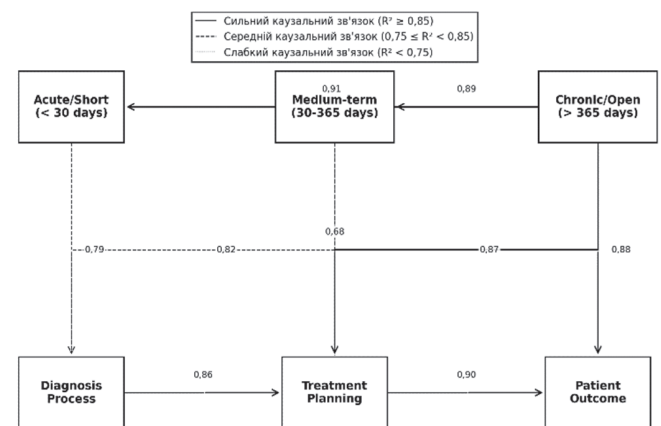 Сильний каузальний зв'язок (R² ≥ 0,85)
Середній каузальний зв'язок (0,75 ≤ R² < 0,85)
Слабкий каузальний зв'язок (R² < 0,75)
0,91
0,89
Acute/Short
(< 30 days)
Medium-term
(30-365 days)
Chronic/Open
(> 365 days)
0,68
0,79
0,82
0,87
0,88
0,86
0,90
Diagnosis
Process
Treatment
Planning
Patient
Outcome